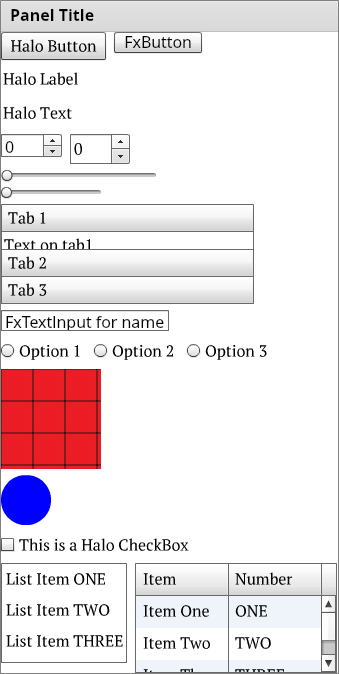 Panel Title
Halo Button FxButton
Halo Label
Halo Text
0 0
Tab 1
Text on tab1
Tab 2
Tab 3
FxTextInput for name
Option 1 Option 2 Option 3
This is a Halo CheckBox
List Item ONE
List Item TWO
List Item THREE
Item Number
Item One ONE
Item Two TWO
THREE